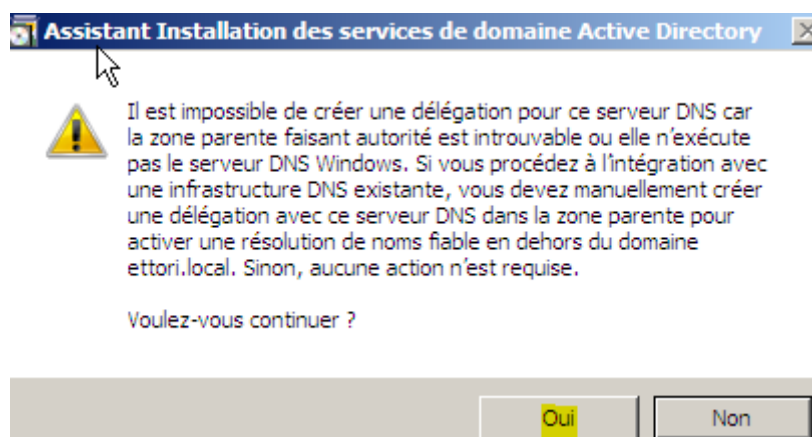 Assistant Installation des services de domaine Active Directory
Il est impossible de créer une délégation pour ce serveur DNS car
la zone parente faisant autorité est introuvable ou elle n'exécute
pas le serveur DNS Windows. Si vous procédez à l'intégration avec
une infrastructure DNS existante, vous devez manuellement créer
une délégation avec ce serveur DNS dans la zone parente pour
activer une résolution de noms fiable en dehors du domaine
ettori.local. Sinon, aucune action n'est requise.
Voulez-vous continuer ?
Oui
Non